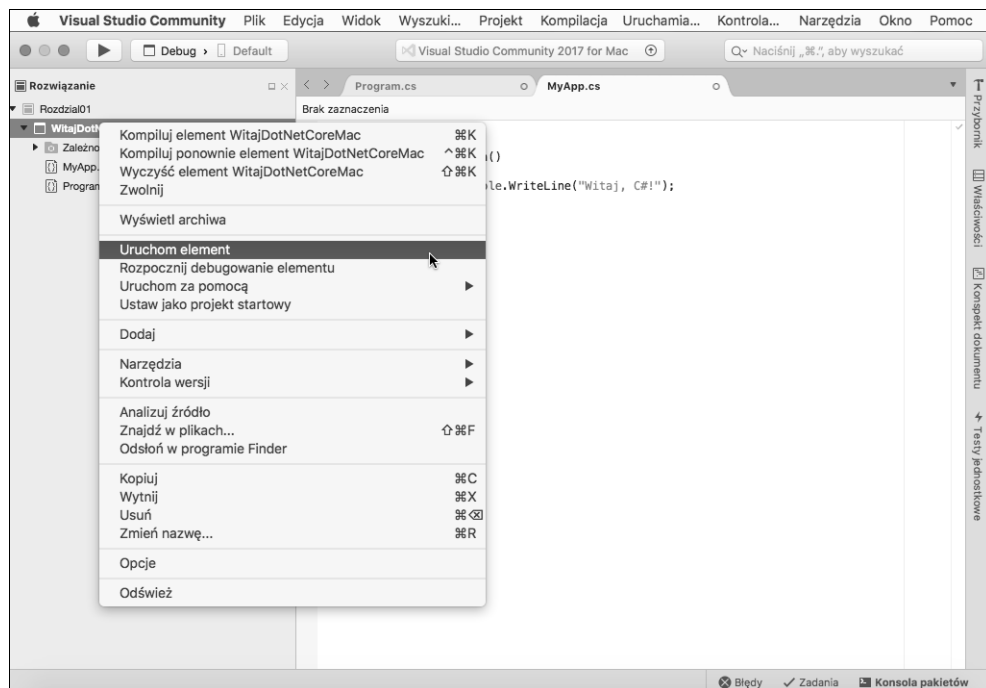 Visual Studio Community Plik Edycja Widok Wyszuki... Projekt Kompilacja Uruchamia... Kontrola... Narzędzia Okno Pomoc
Debug › Default
Visual Studio Community 2017 for Mac
Naciśnij „⌘.”, aby wyszukać
Rozwiązanie
Program.cs
MyApp.cs
Rozdzial01
Brak zaznaczenia
WitajDotN
Zależno
MyApp.
Program
()
le.WriteLine("Witaj, C#!");
Kompiluj element WitajDotNetCoreMac ⌘K
Kompiluj ponownie element WitajDotNetCoreMac ^⌘K
Wyczyść element WitajDotNetCoreMac ⇧⌘K
Zwolnij
Wyświetl archiwa
Uruchom element
Rozpocznij debugowanie elementu
Uruchom za pomocą
Ustaw jako projekt startowy
Dodaj
Narzędzia
Kontrola wersji
Analizuj źródło
Znajdź w plikach... ⇧⌘F
Odsłoń w programie Finder
Kopiuj ⌘C
Wytnij ⌘X
Usuń ⌘⌫
Zmień nazwę... ⌘R
Opcje
Odśwież
Przybornik
Właściwości
Konspekt dokumentu
Testy jednostkowe
Błędy Zadania Konsola pakietów